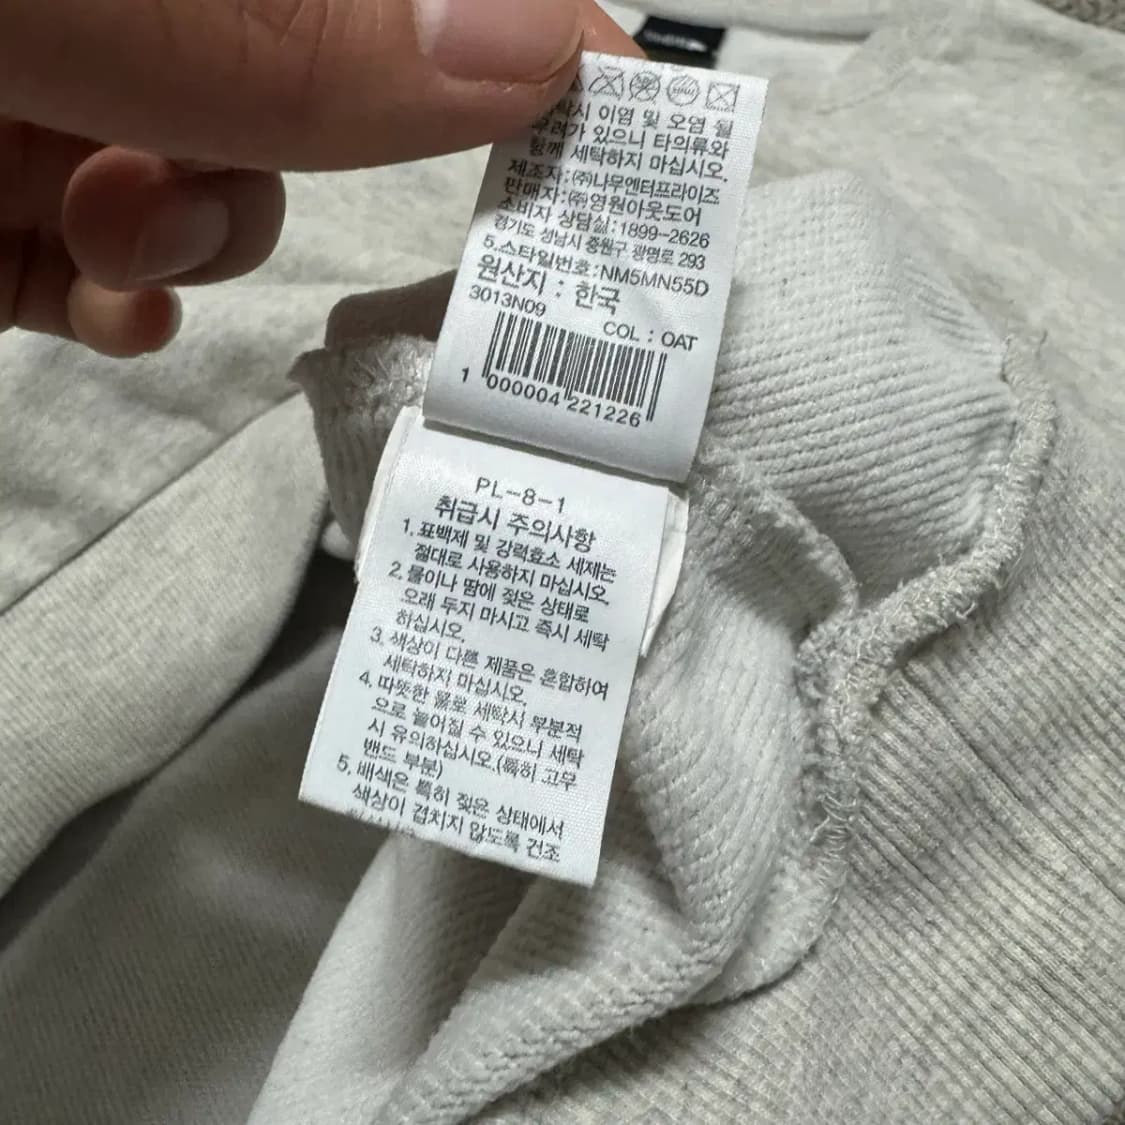 시 이염 및 오염 될
우려가 있으니 타의류와
함께 세탁하지 마십시오.
제조자:㈜나무엔터프라이즈
판매자:㈜영원아웃도어
소비자 상담실:1899-2626
경기도 성남시 중원구 광명로 293
5.스타일번호:NM5MN55D
원산지 : 한국
3013N09
COL : OAT
1 000004 221226
PL-8-1
취급시 주의사항
1. 표백제 및 강력효소 세제는
절대로 사용하지 마십시오.
2. 물이나 땀에 젖은 상태로
오래 두지 마시고 즉시 세탁
하십시오.
3. 색상이 다른 제품은 혼합하여
세탁하지 마십시오.
4. 따뜻한 물로 세탁시 부분적
으로 늘어질 수 있으니 세탁
시 유의하십시오.(특히 고무
밴드 부분)
5. 배색은 특히 젖은 상태에서
색상이 겹치지 않도록 건조